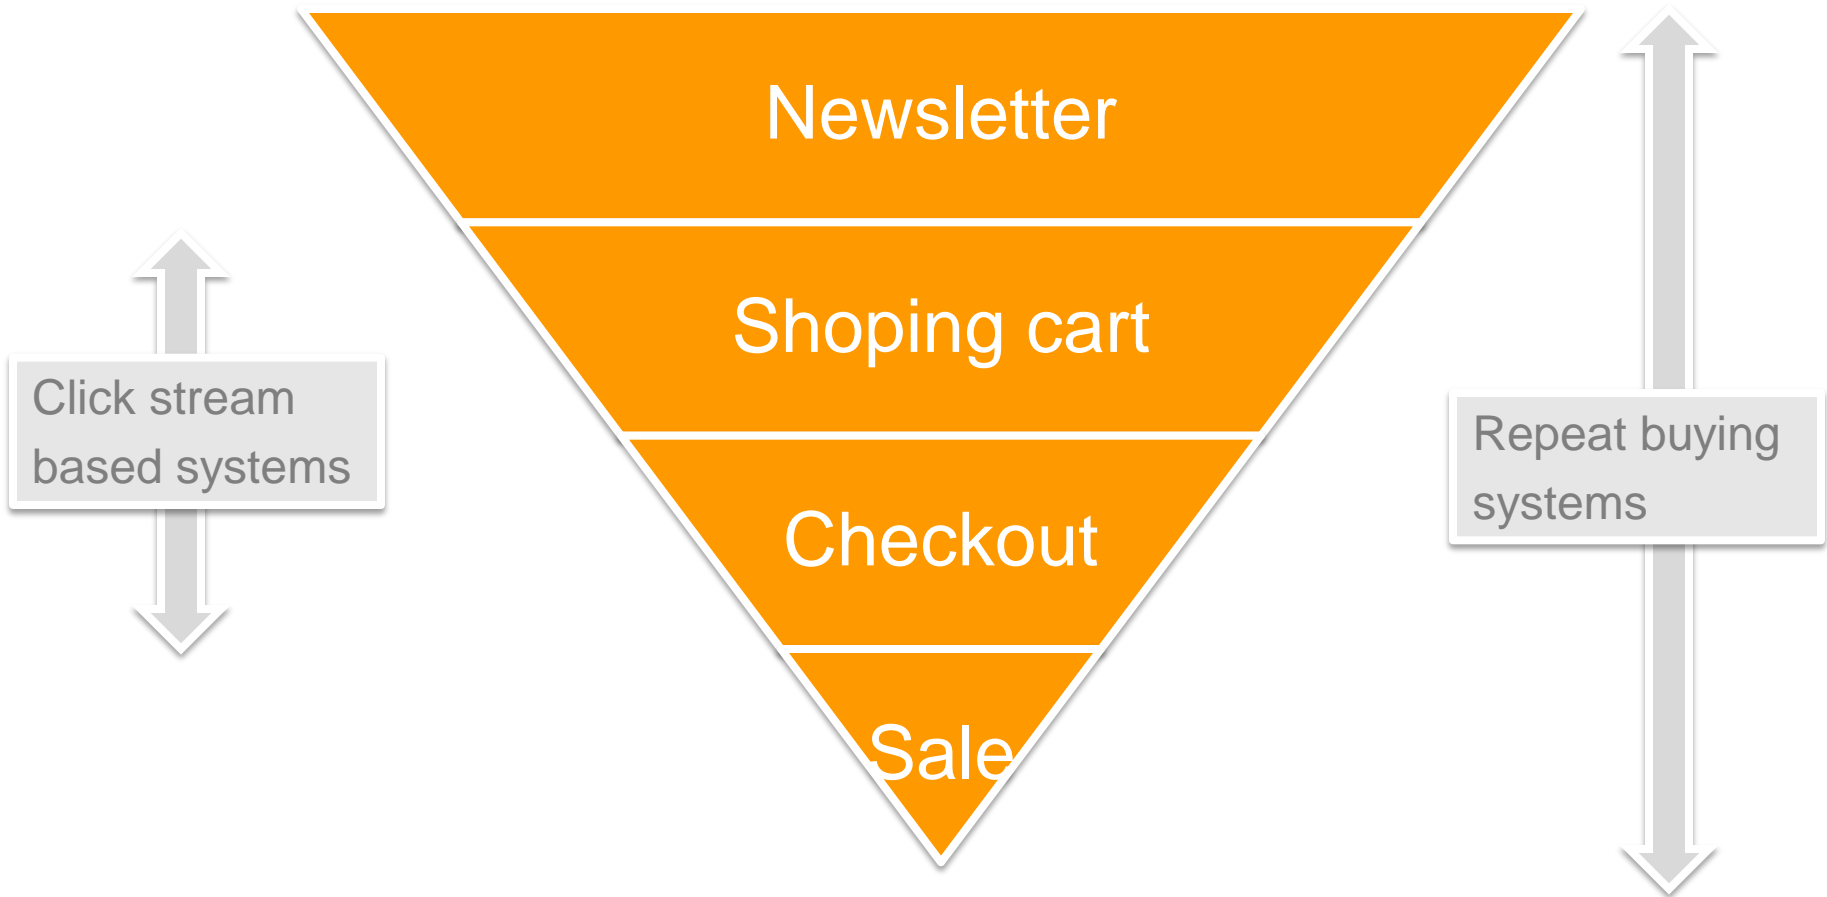 Newsletter
Shoping cart
Click stream
based systems
Repeat buying
systems
Checkout
Sale